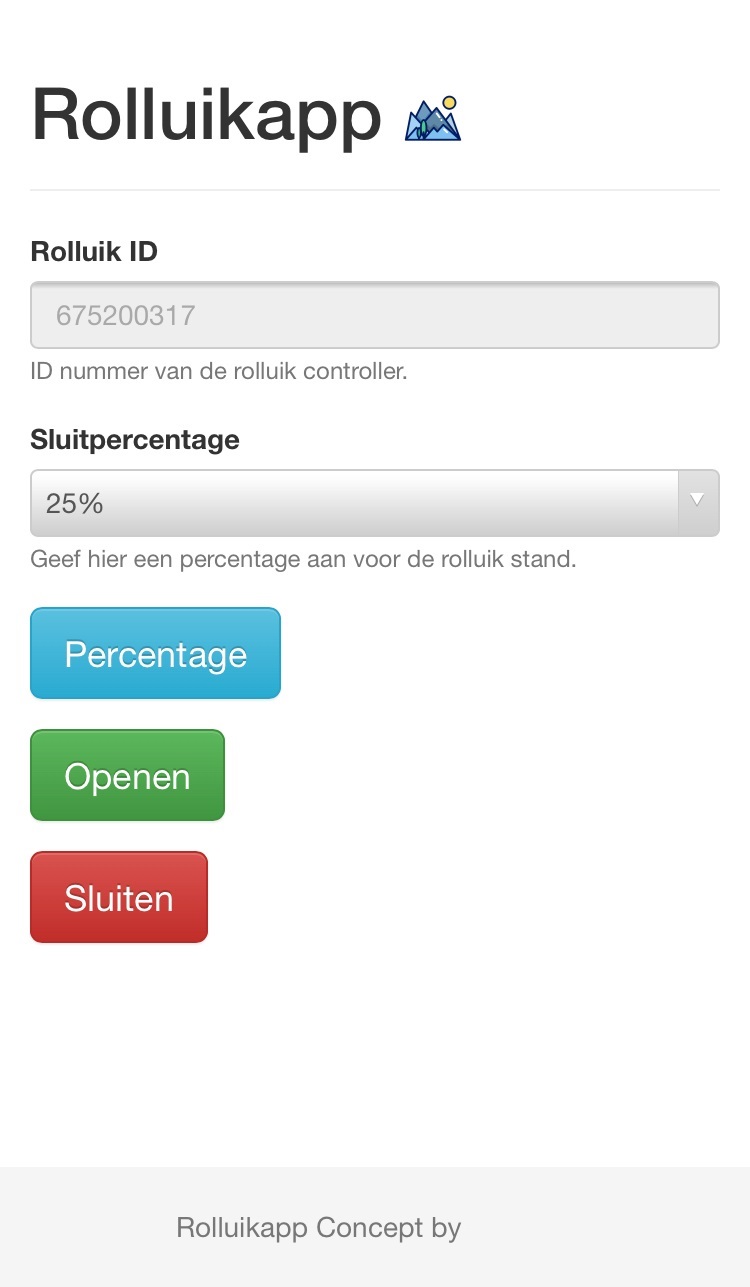 Rolluikapp
Rolluik ID
675200317
ID nummer van de rolluik controller.
Sluitpercentage
25%
Geef hier een percentage aan voor de rolluik stand.
Percentage
Openen
Sluiten
Rolluikapp Concept by